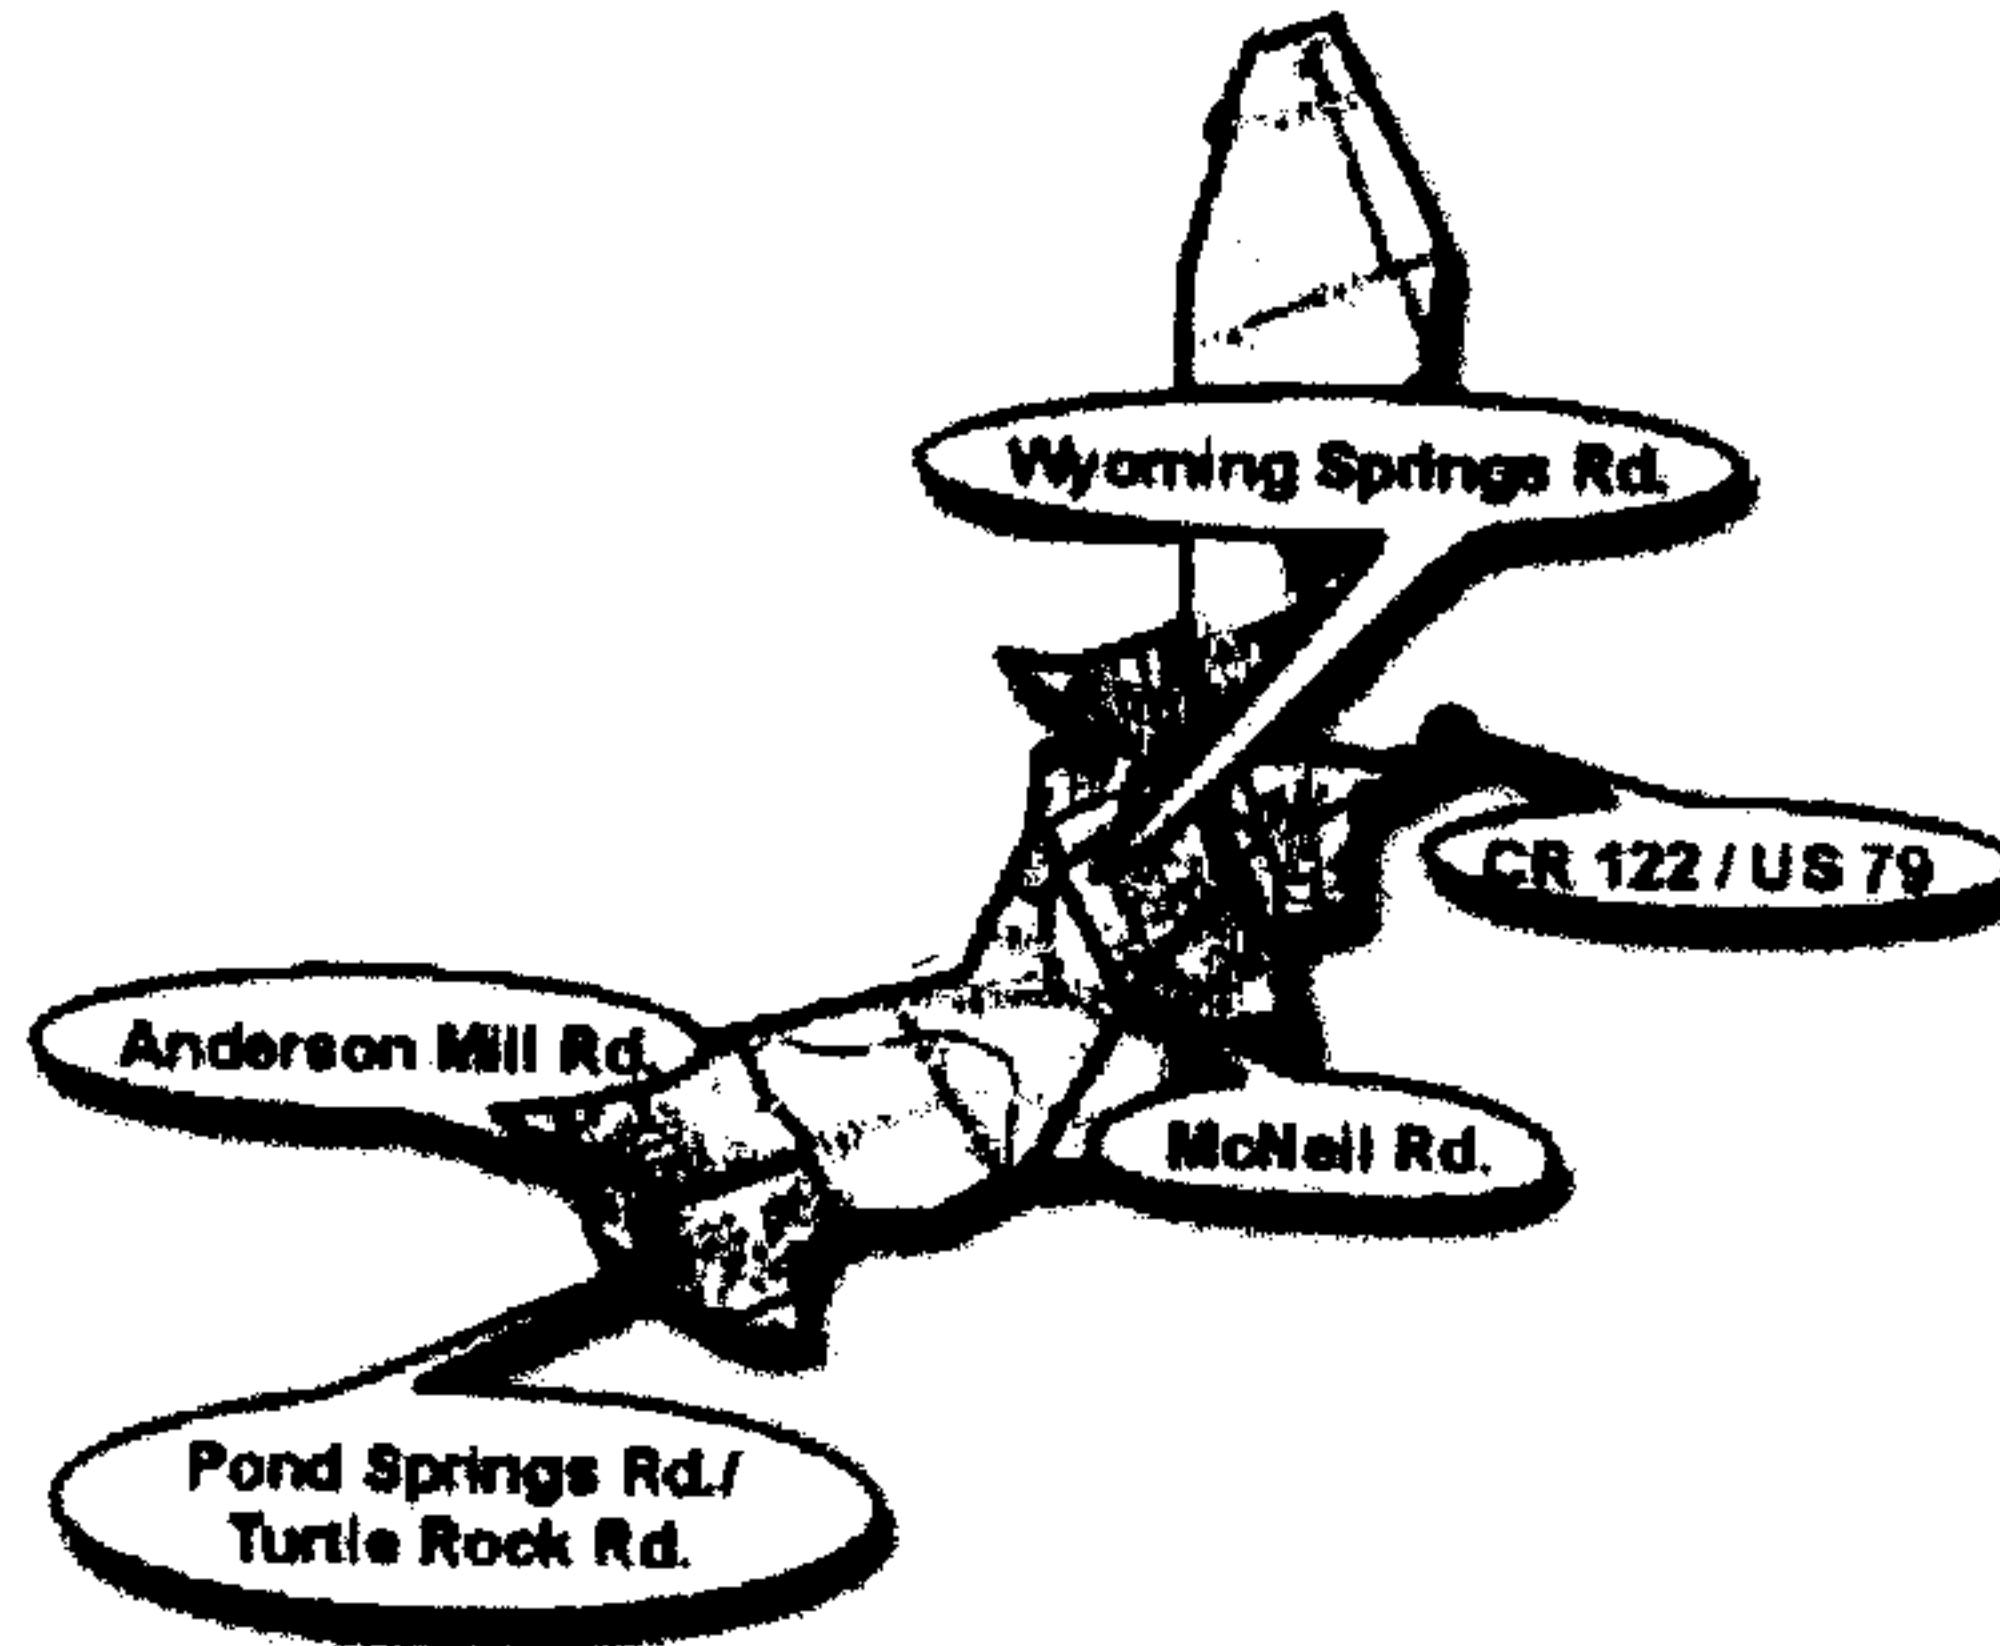 Wyoming Springs Rd.
CR 122 / US 79
Anderson Mill Rd.
McNeil Rd.
Pond Springs Rd./
Turtle Rock Rd.